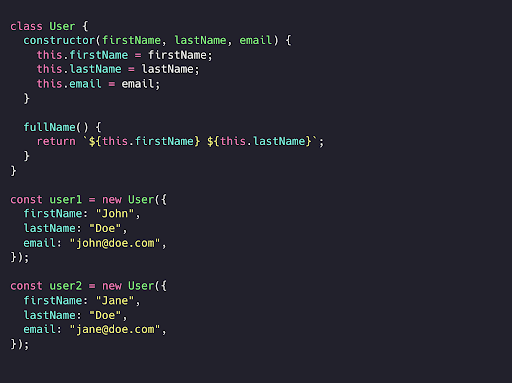 class User {
  constructor(firstName, lastName, email) {
    this.firstName = firstName;
    this.lastName = lastName;
    this.email = email;
  }

  fullName() {
    return `${this.firstName} ${this.lastName}`;
  }
}

const user1 = new User({
  firstName: "John",
  lastName: "Doe",
  email: "john@doe.com",
});

const user2 = new User({
  firstName: "Jane",
  lastName: "Doe",
  email: "jane@doe.com",
});